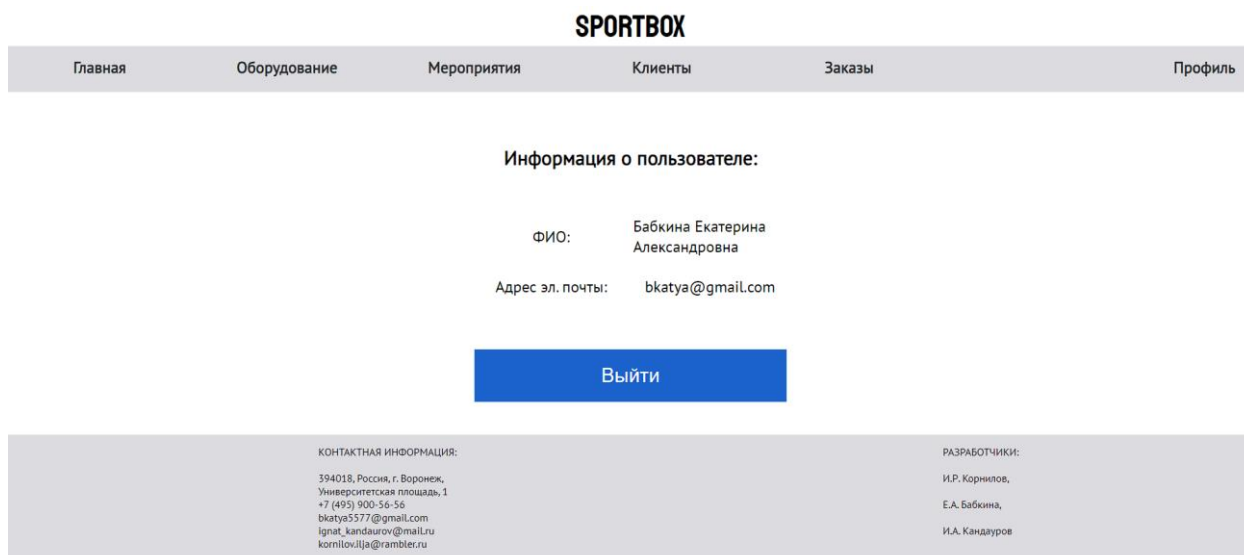 SPORTBOX
Главная Оборудование Мероприятия Клиенты Заказы Профиль
Информация о пользователе:
ФИО:
Бабкина Екатерина
Александровна
Адрес эл. почты: bkatya@gmail.com
Выйти
КОНТАКТНАЯ ИНФОРМАЦИЯ:
394018, Россия, г. Воронеж,
Университетская площадь, 1
+7 (495) 900-56-56
bkatya5577@gmail.com
ignat_kandaurov@mail.ru
kornilov.ilja@rambler.ru
РАЗРАБОТЧИКИ:
И.Р. Корнилов,
Е.А. Бабкина,
И.А. Кандауров